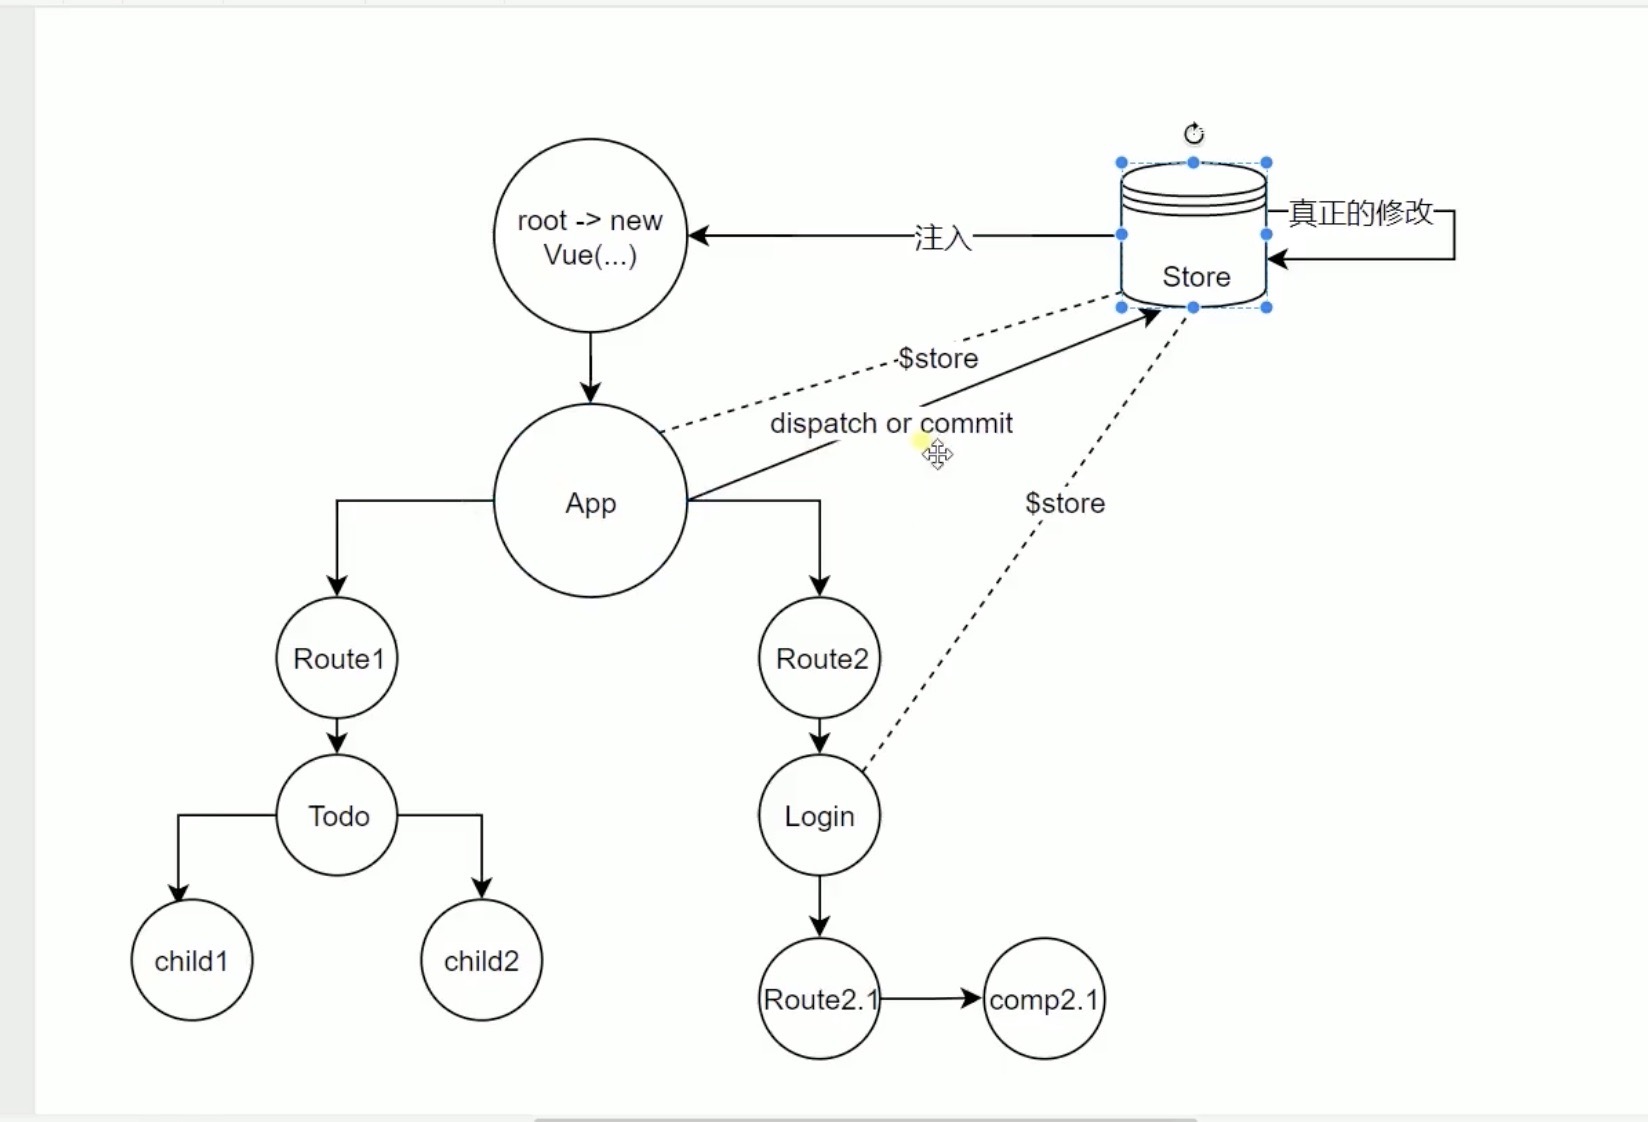 root -> new
Vue(...)
注入
真正的修改
Store
$store
dispatch or commit
App
$store
Route1
Route2
Todo
Login
child1
child2
Route2.1
comp2.1